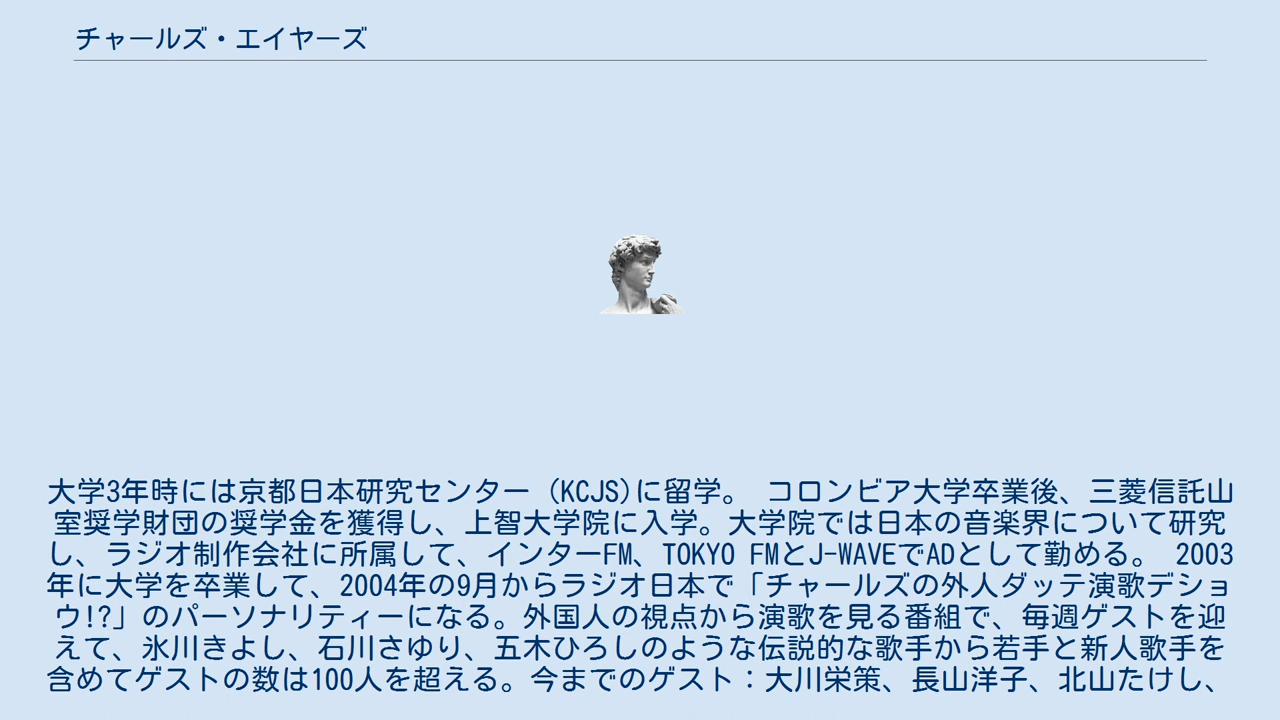 チャールズ・エイヤーズ
大学3年時には京都日本研究センター (KCJS)に留学。 コロンビア大学卒業後、三菱信託山
室奨学財団の奨学金を獲得し、上智大学院に入学。大学院では日本の音楽界について研究
し、ラジオ制作会社に所属して、インターFM、TOKYO FMとJ-WAVEでADとして勤める。 2003
年に大学を卒業して、2004年の9月からラジオ日本で「チャールズの外人ダッテ演歌デショ
ウ!?」のパーソナリティーになる。外国人の視点から演歌を見る番組で、毎週ゲストを迎
えて、氷川きよし、石川さゆり、五木ひろしのような伝説的な歌手から若手と新人歌手を
含めてゲストの数は100人を超える。今までのゲスト：大川栄策、長山洋子、北山たけし、